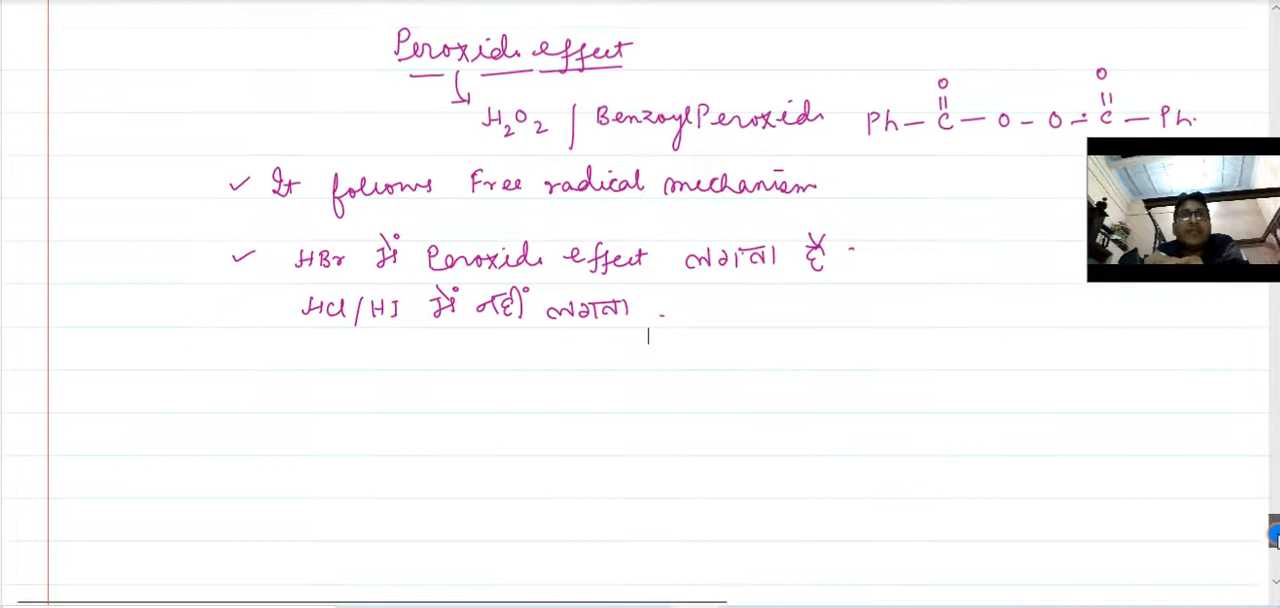 Peroxide effect
H2O2 / Benzoyl Peroxide Ph-C(=O)-O-O-C(=O)-Ph.
✓ It follows Free radical mechanism
✓ HBr में Peroxide effect लगता है.
HCl/HI में नहीं लगता.